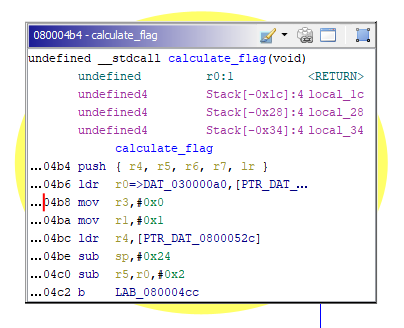 080004b4 - calculate_flag
undefined __stdcall calculate_flag(void)
undefined r0:1 <RETURN>
undefined4 Stack[-0x1c]:4 local_1c
undefined4 Stack[-0x28]:4 local_28
undefined4 Stack[-0x34]:4 local_34
calculate_flag
...04b4 push { r4, r5, r6, r7, lr }
...04b6 ldr r0=>DAT_030000a0,[PTR_DAT_...
...04b8 mov r3,#0x0
...04ba mov r1,#0x1
...04bc ldr r4,[PTR_DAT_0800052c]
...04be sub sp,#0x24
...04c0 sub r5,r0,#0x2
...04c2 b LAB_080004cc